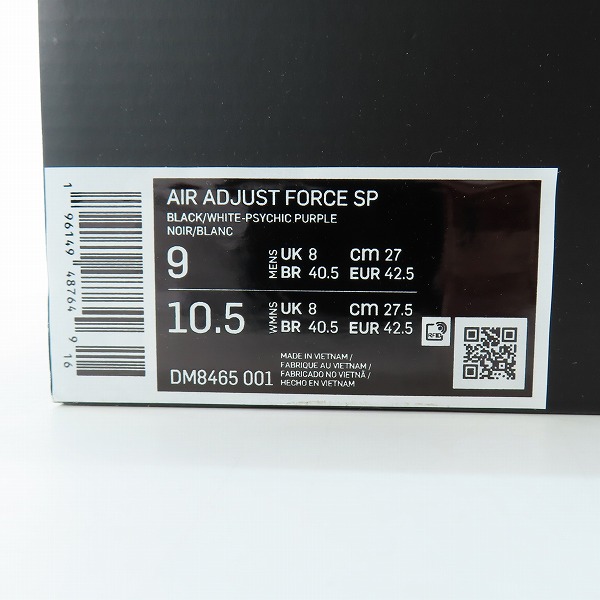 AIR ADJUST FORCE SP
BLACK/WHITE-PSYCHIC PURPLE
NOIR/BLANC
9 MENS UK 8 CM 27
BR 40.5 EUR 42.5
10.5 WMNS UK 8 CM 27.5
BR 40.5 EUR 42.5
DM8465 001
MADE IN VIETNAM /
FABRIQUE AU VIETNAM /
FABRICADO NO VIETNÃ /
HECHO EN VIETNAM
RFID
1 96149 48764 9 16